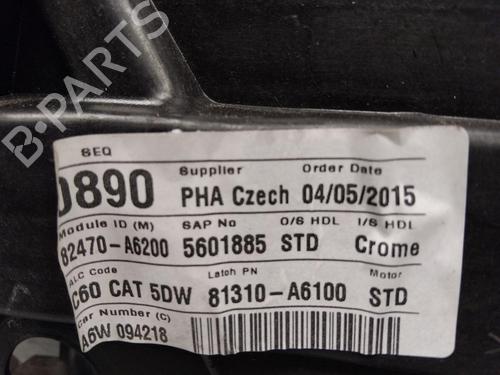 B-PARTS
SEQ Supplier Order Date
0890 PHA Czech 04/05/2015
Module ID (M) SAP No O/S HDL I/S HDL
82470-A6200 5601885 STD Crome
ALC Code Latch PN Motor
C60 CAT 5DW 81310-A6100 STD
Car Number (C)
A6W 094218